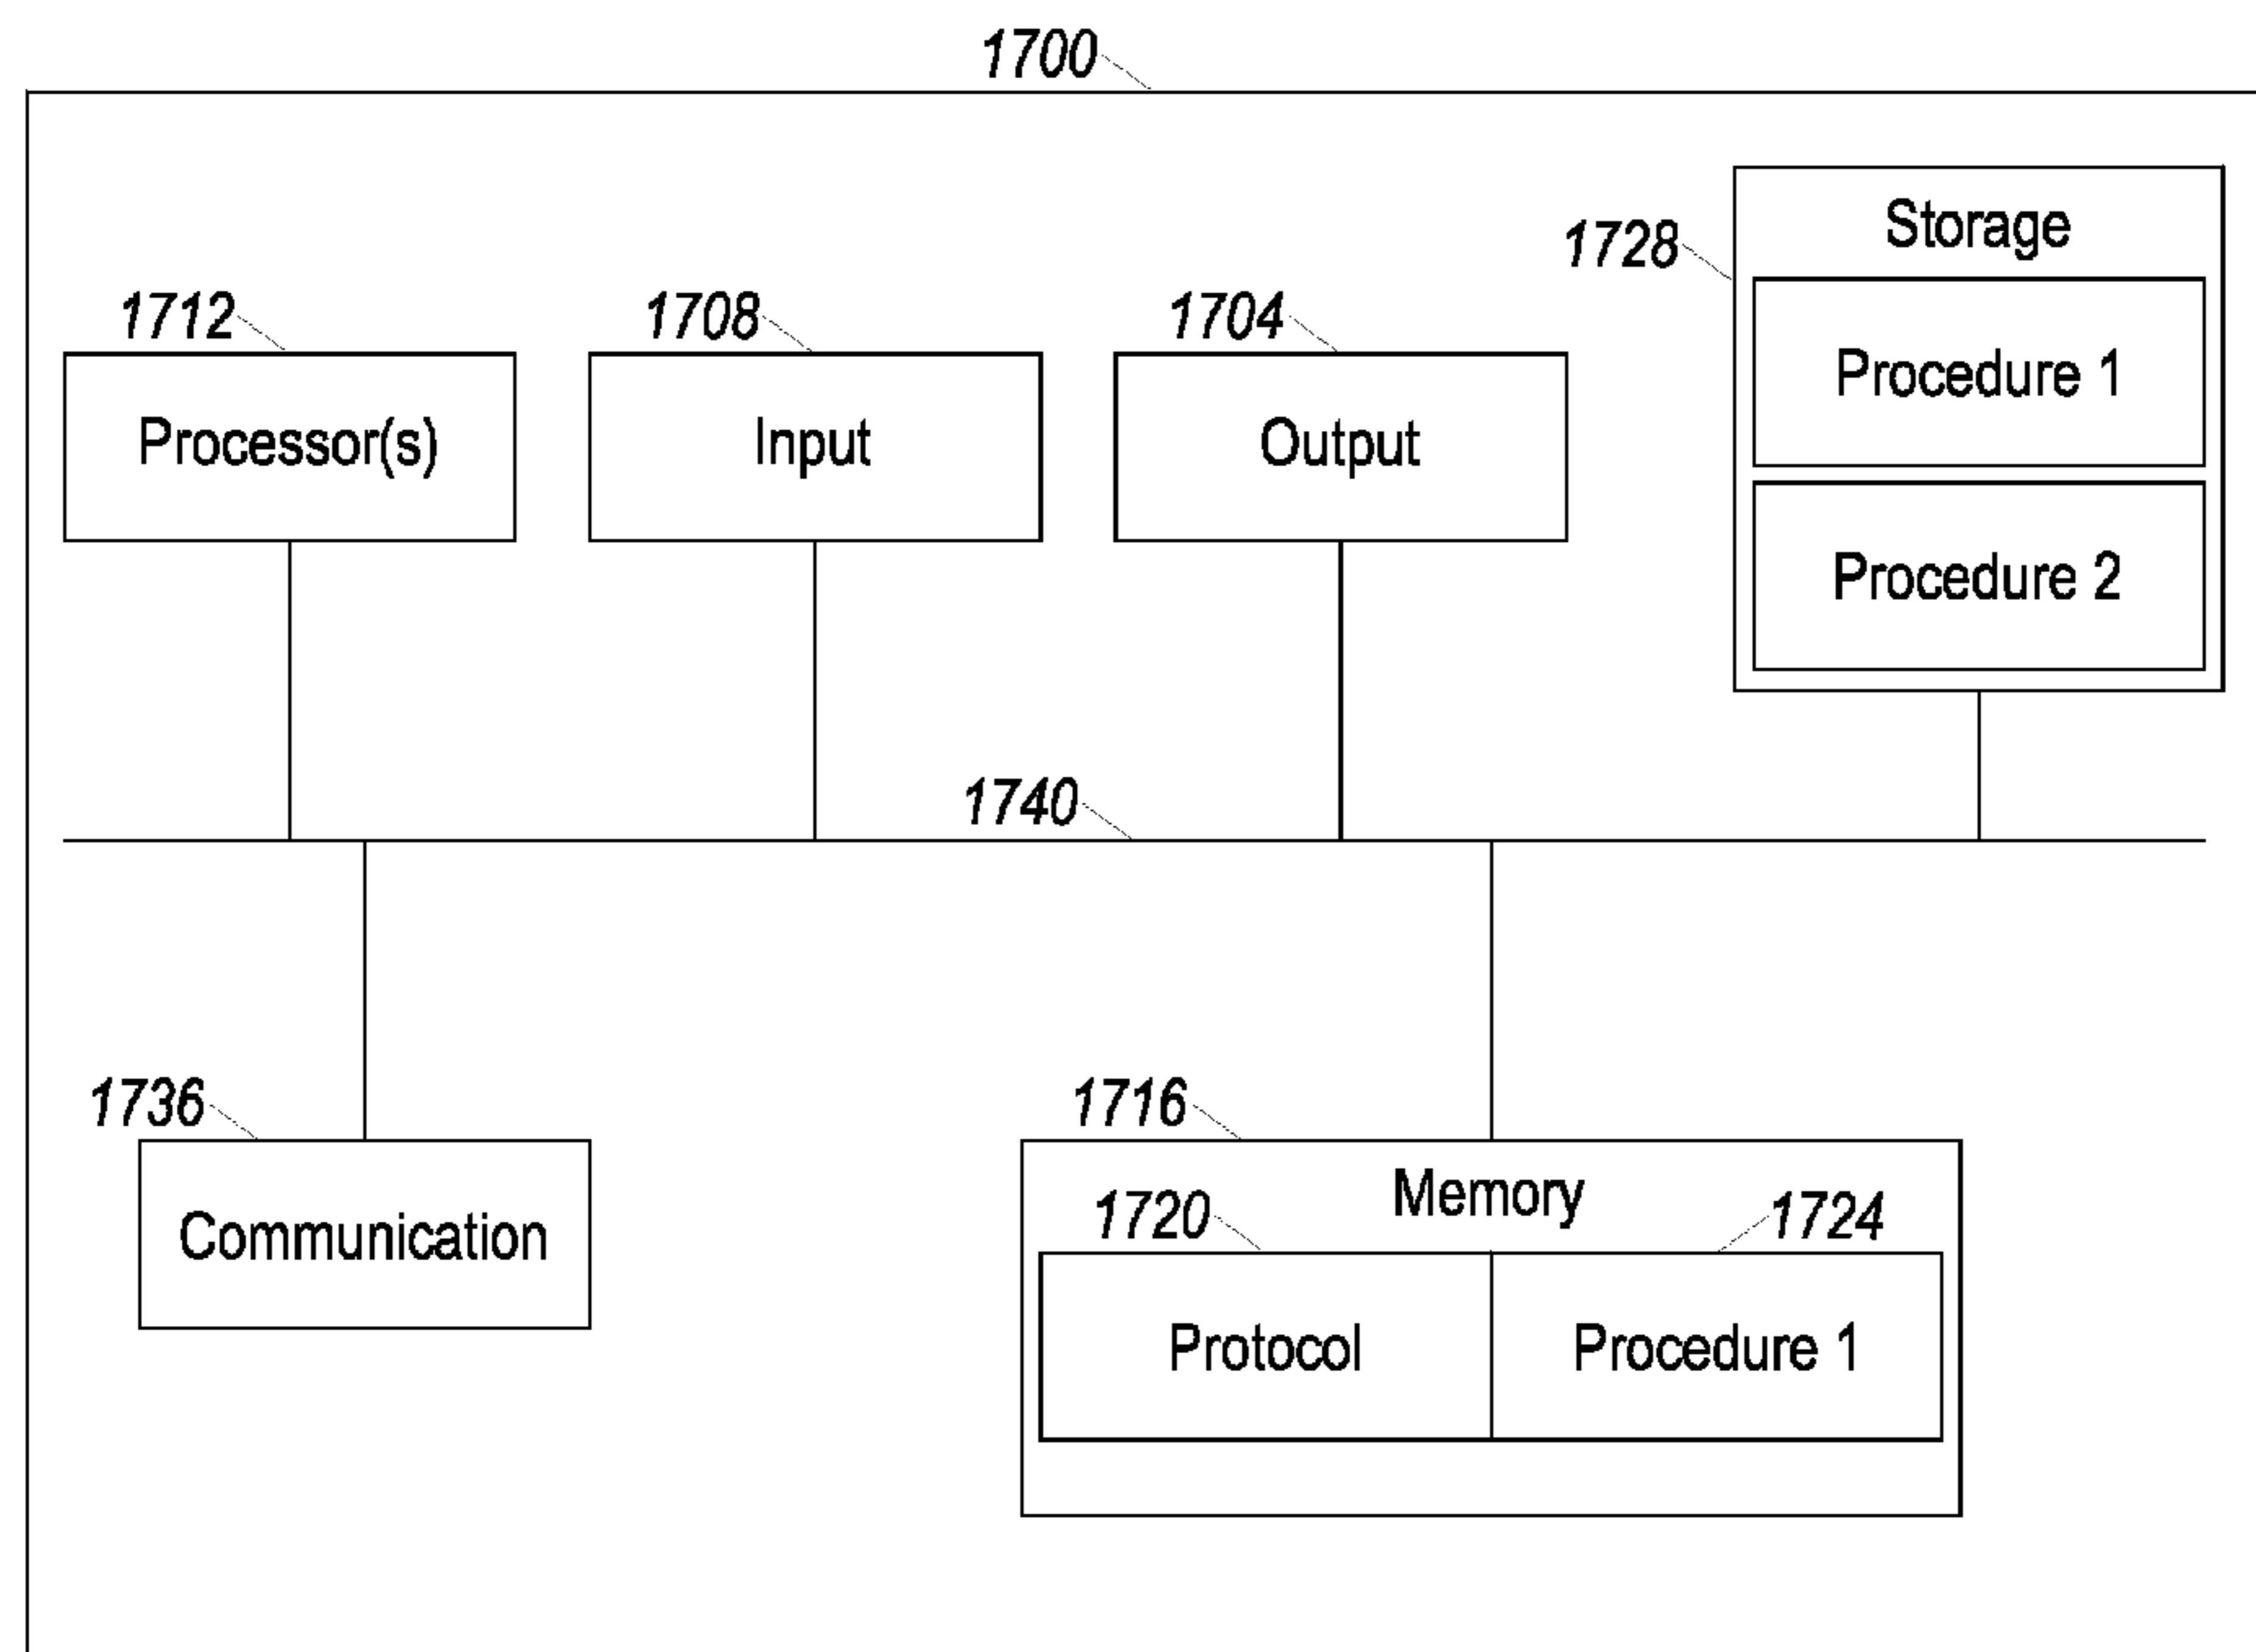 1700
Storage
1728
1712
1708
1704
Procedure 1
Processor(s)
Input
Output
Procedure 2
1740
1736
1716
Memory
1720
1724
Communication
Protocol
Procedure 1